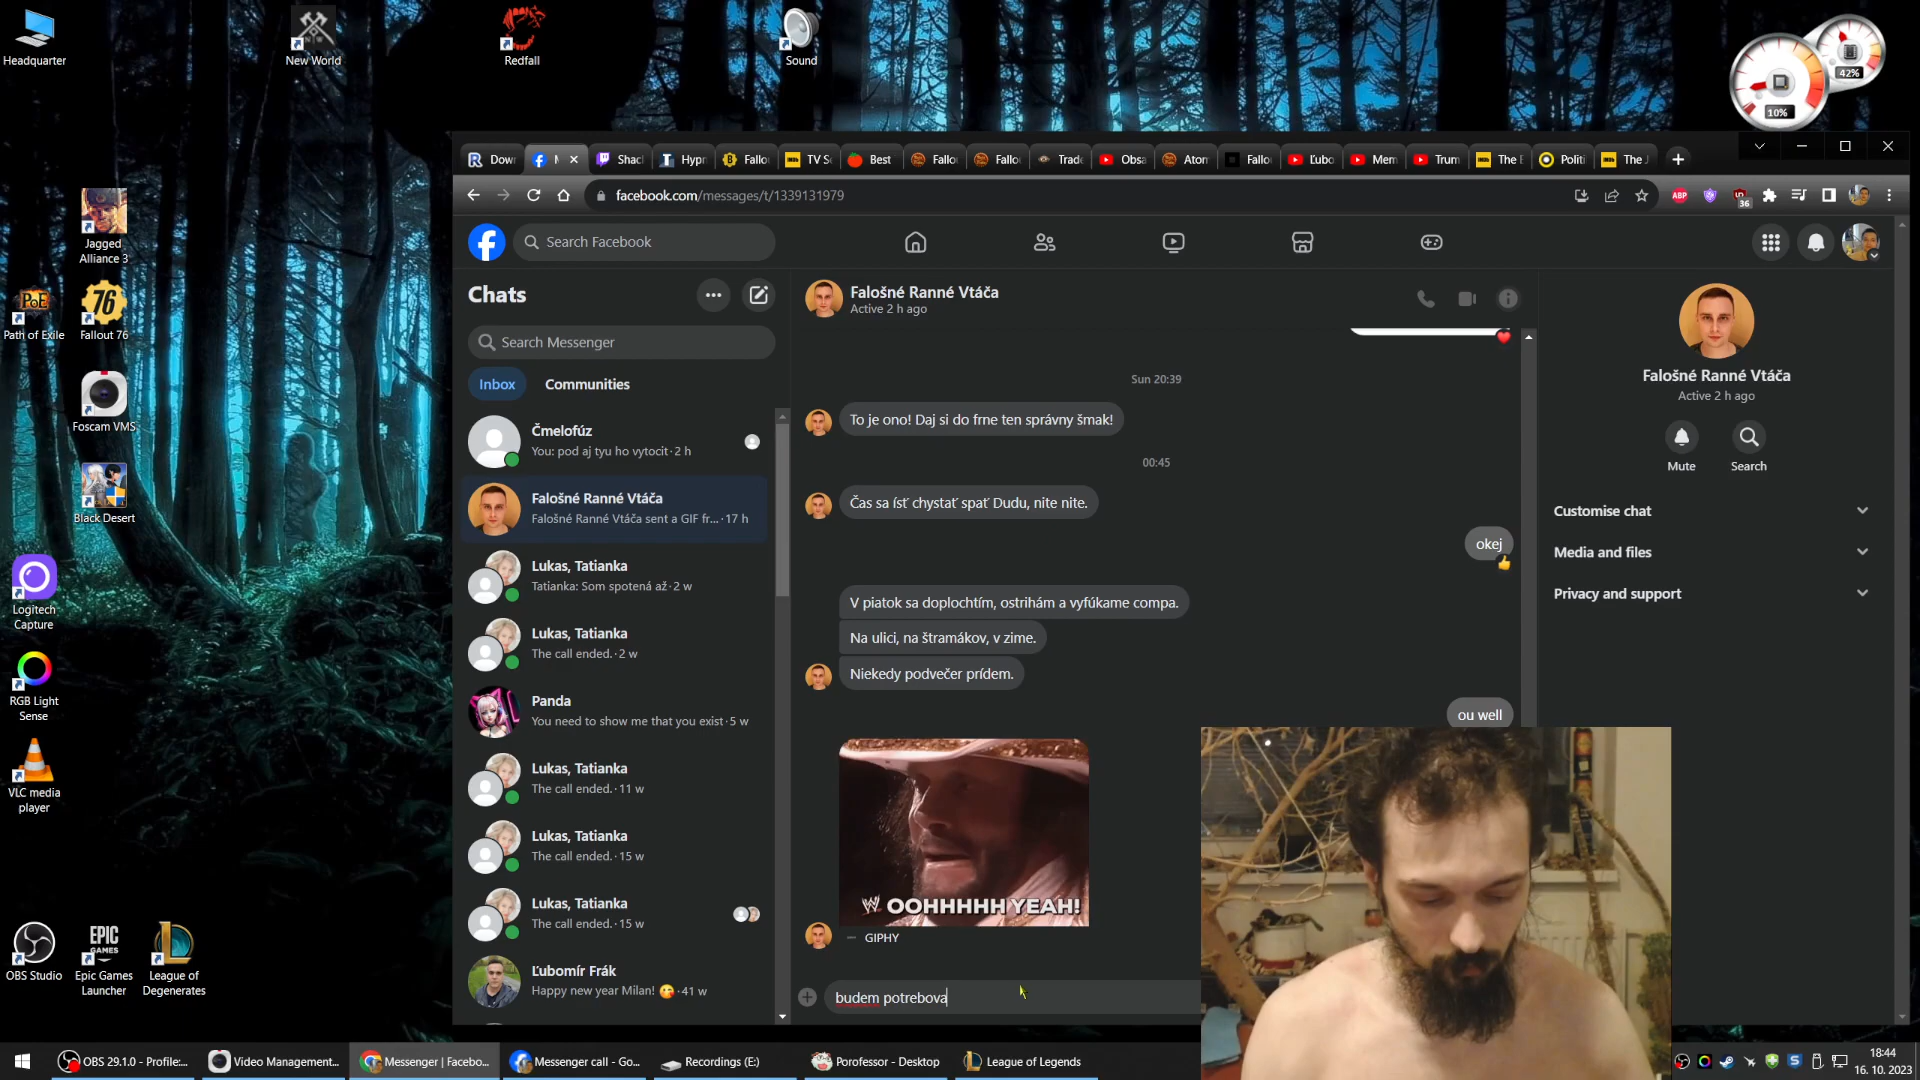 Headquarter
New World
Redfall
Sound
42%
10%
Jagged
Alliance 3
Path of Exile
Fallout 76
Foscam VMS
Black Desert
Logitech
Capture
RGB Light
Sense
VLC media
player
OBS Studio
Epic Games
Launcher
League of
Degenerates
Dow
M
Shac
Hypn
Fallo
TV S
Best
Fallo
Fallo
Trade
Obsa
Atom
Fallo
Ľubo
Mem
Trum
The E
Politi
The J
facebook.com/messages/t/1339131979
ABP
36
Search Facebook
Chats
Search Messenger
Inbox
Communities
Čmelofúz
You: pod aj tyu ho vytocit · 2 h
Falošné Ranné Vtáča
Falošné Ranné Vtáča sent a GIF fr... · 17 h
Lukas, Tatianka
Tatianka: Som spotená až · 2 w
Lukas, Tatianka
The call ended. · 2 w
Panda
You need to show me that you exist · 5 w
Lukas, Tatianka
The call ended. · 11 w
Lukas, Tatianka
The call ended. · 15 w
Lukas, Tatianka
The call ended. · 15 w
Ľubomír Frák
Happy new year Milan! 😘 · 41 w
Falošné Ranné Vtáča
Active 2 h ago
Sun 20:39
To je ono! Daj si do frne ten správny šmak!
00:45
Čas sa ísť chystať spať Dudu, nite nite.
okej
V piatok sa doplochtím, ostrihám a vyfúkame compa.
Na ulici, na štramákov, v zime.
Niekedy podvečer prídem.
ou well
OOHHHHH YEAH!
GIPHY
budem potrebova
Falošné Ranné Vtáča
Active 2 h ago
Mute
Search
Customise chat
Media and files
Privacy and support
OBS 29.1.0 - Profile:...
Video Management...
Messenger | Facebo...
Messenger call - Go...
Recordings (E:)
Porofessor - Desktop
League of Legends
18:44
16. 10. 2023